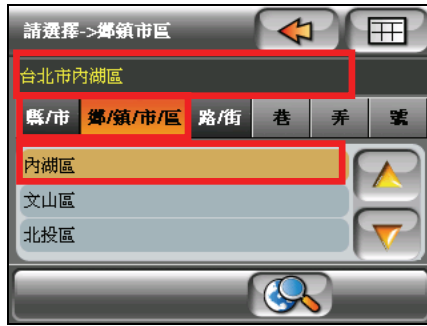 請選擇->鄉鎮市區
台北市內湖區
縣/市 鄉/鎮/市/區 路/街 巷 弄 號
內湖區
文山區
北投區